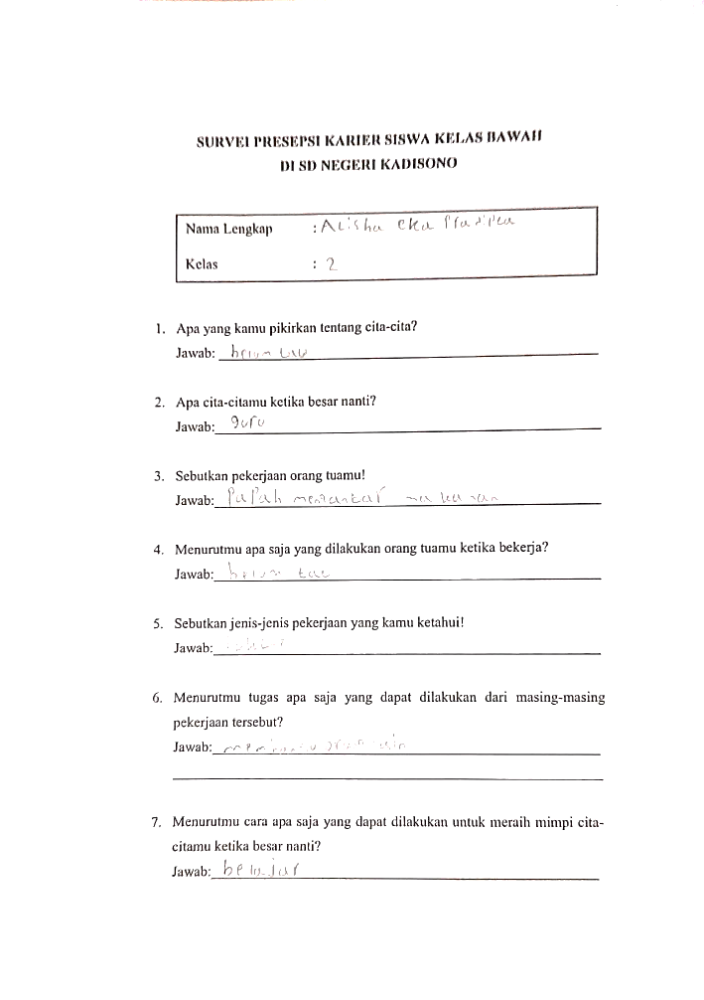 SURVEI PRESEPSI KARIER SISWA KELAS BAWAH
DI SD NEGERI KADISONO
Nama Lengkap : Alisha eka
Kelas : 2
1. Apa yang kamu pikirkan tentang cita-cita?
Jawab: belum tau
2. Apa cita-citamu ketika besar nanti?
Jawab: guru
3. Sebutkan pekerjaan orang tuamu!
Jawab: PaPah mengantar makanan
4. Menurutmu apa saja yang dilakukan orang tuamu ketika bekerja?
Jawab: belum tau
5. Sebutkan jenis-jenis pekerjaan yang kamu ketahui!
Jawab:
6. Menurutmu tugas apa saja yang dapat dilakukan dari masing-masing
pekerjaan tersebut?
Jawab: membantu orang lain
7. Menurutmu cara apa saja yang dapat dilakukan untuk meraih mimpi cita-
citamu ketika besar nanti?
Jawab: belajar